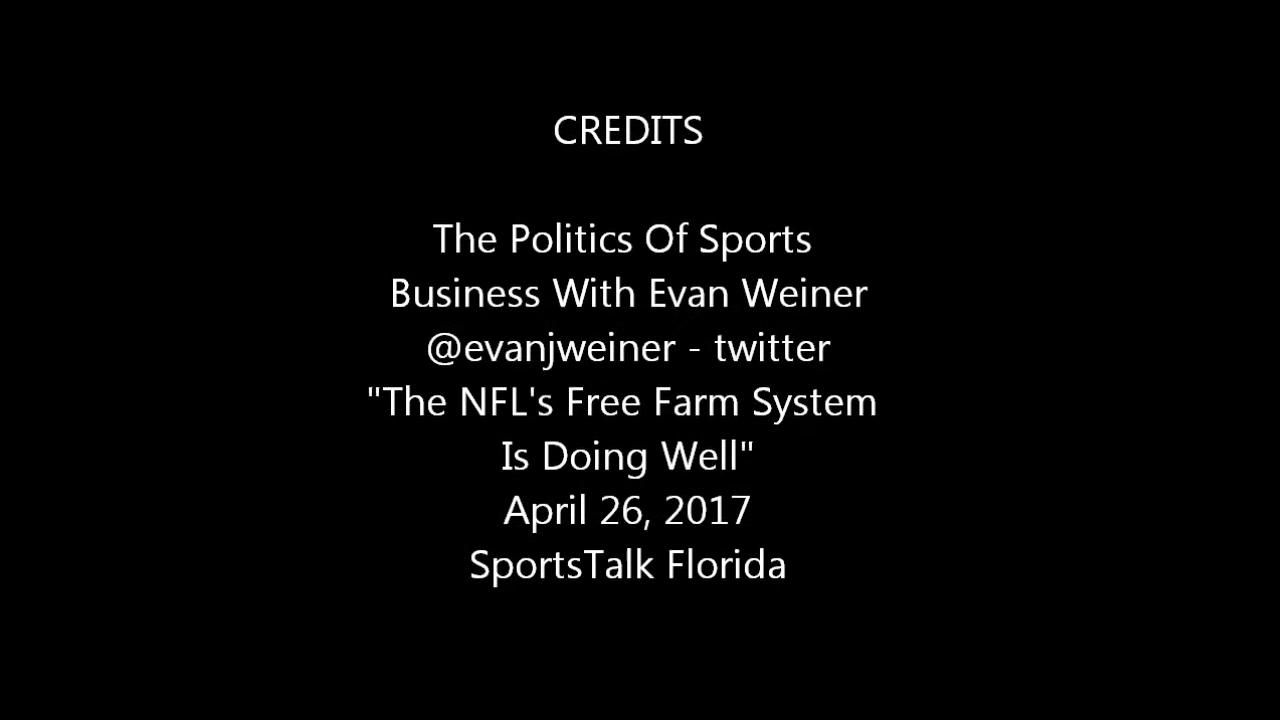 CREDITS
The Politics Of Sports
Business With Evan Weiner
@evanjweiner - twitter
"The NFL's Free Farm System
Is Doing Well"
April 26, 2017
SportsTalk Florida